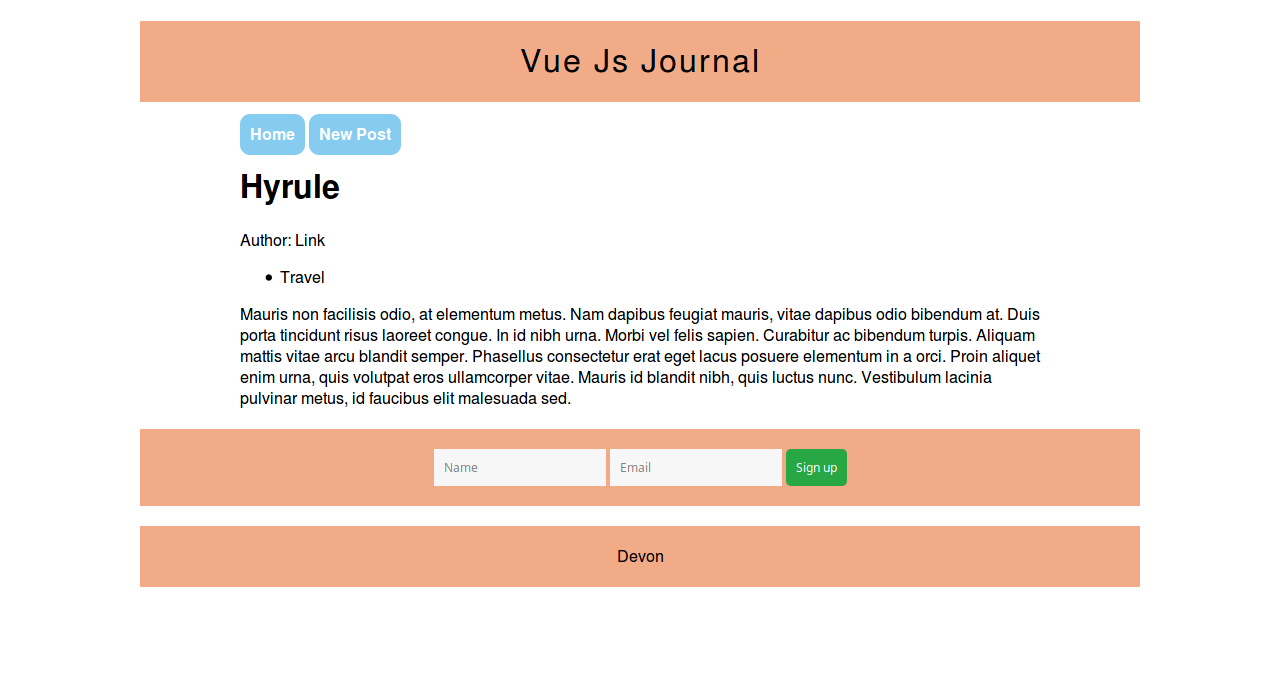 Vue Js Journal
Home New Post
Hyrule
Author: Link
Travel
Mauris non facilisis odio, at elementum metus. Nam dapibus feugiat mauris, vitae dapibus odio bibendum at. Duis
porta tincidunt risus laoreet congue. In id nibh urna. Morbi vel felis sapien. Curabitur ac bibendum turpis. Aliquam
mattis vitae arcu blandit semper. Phasellus consectetur erat eget lacus posuere elementum in a orci. Proin aliquet
enim urna, quis volutpat eros ullamcorper vitae. Mauris id blandit nibh, quis luctus nunc. Vestibulum lacinia
pulvinar metus, id faucibus elit malesuada sed.
Name Email Sign up
Devon